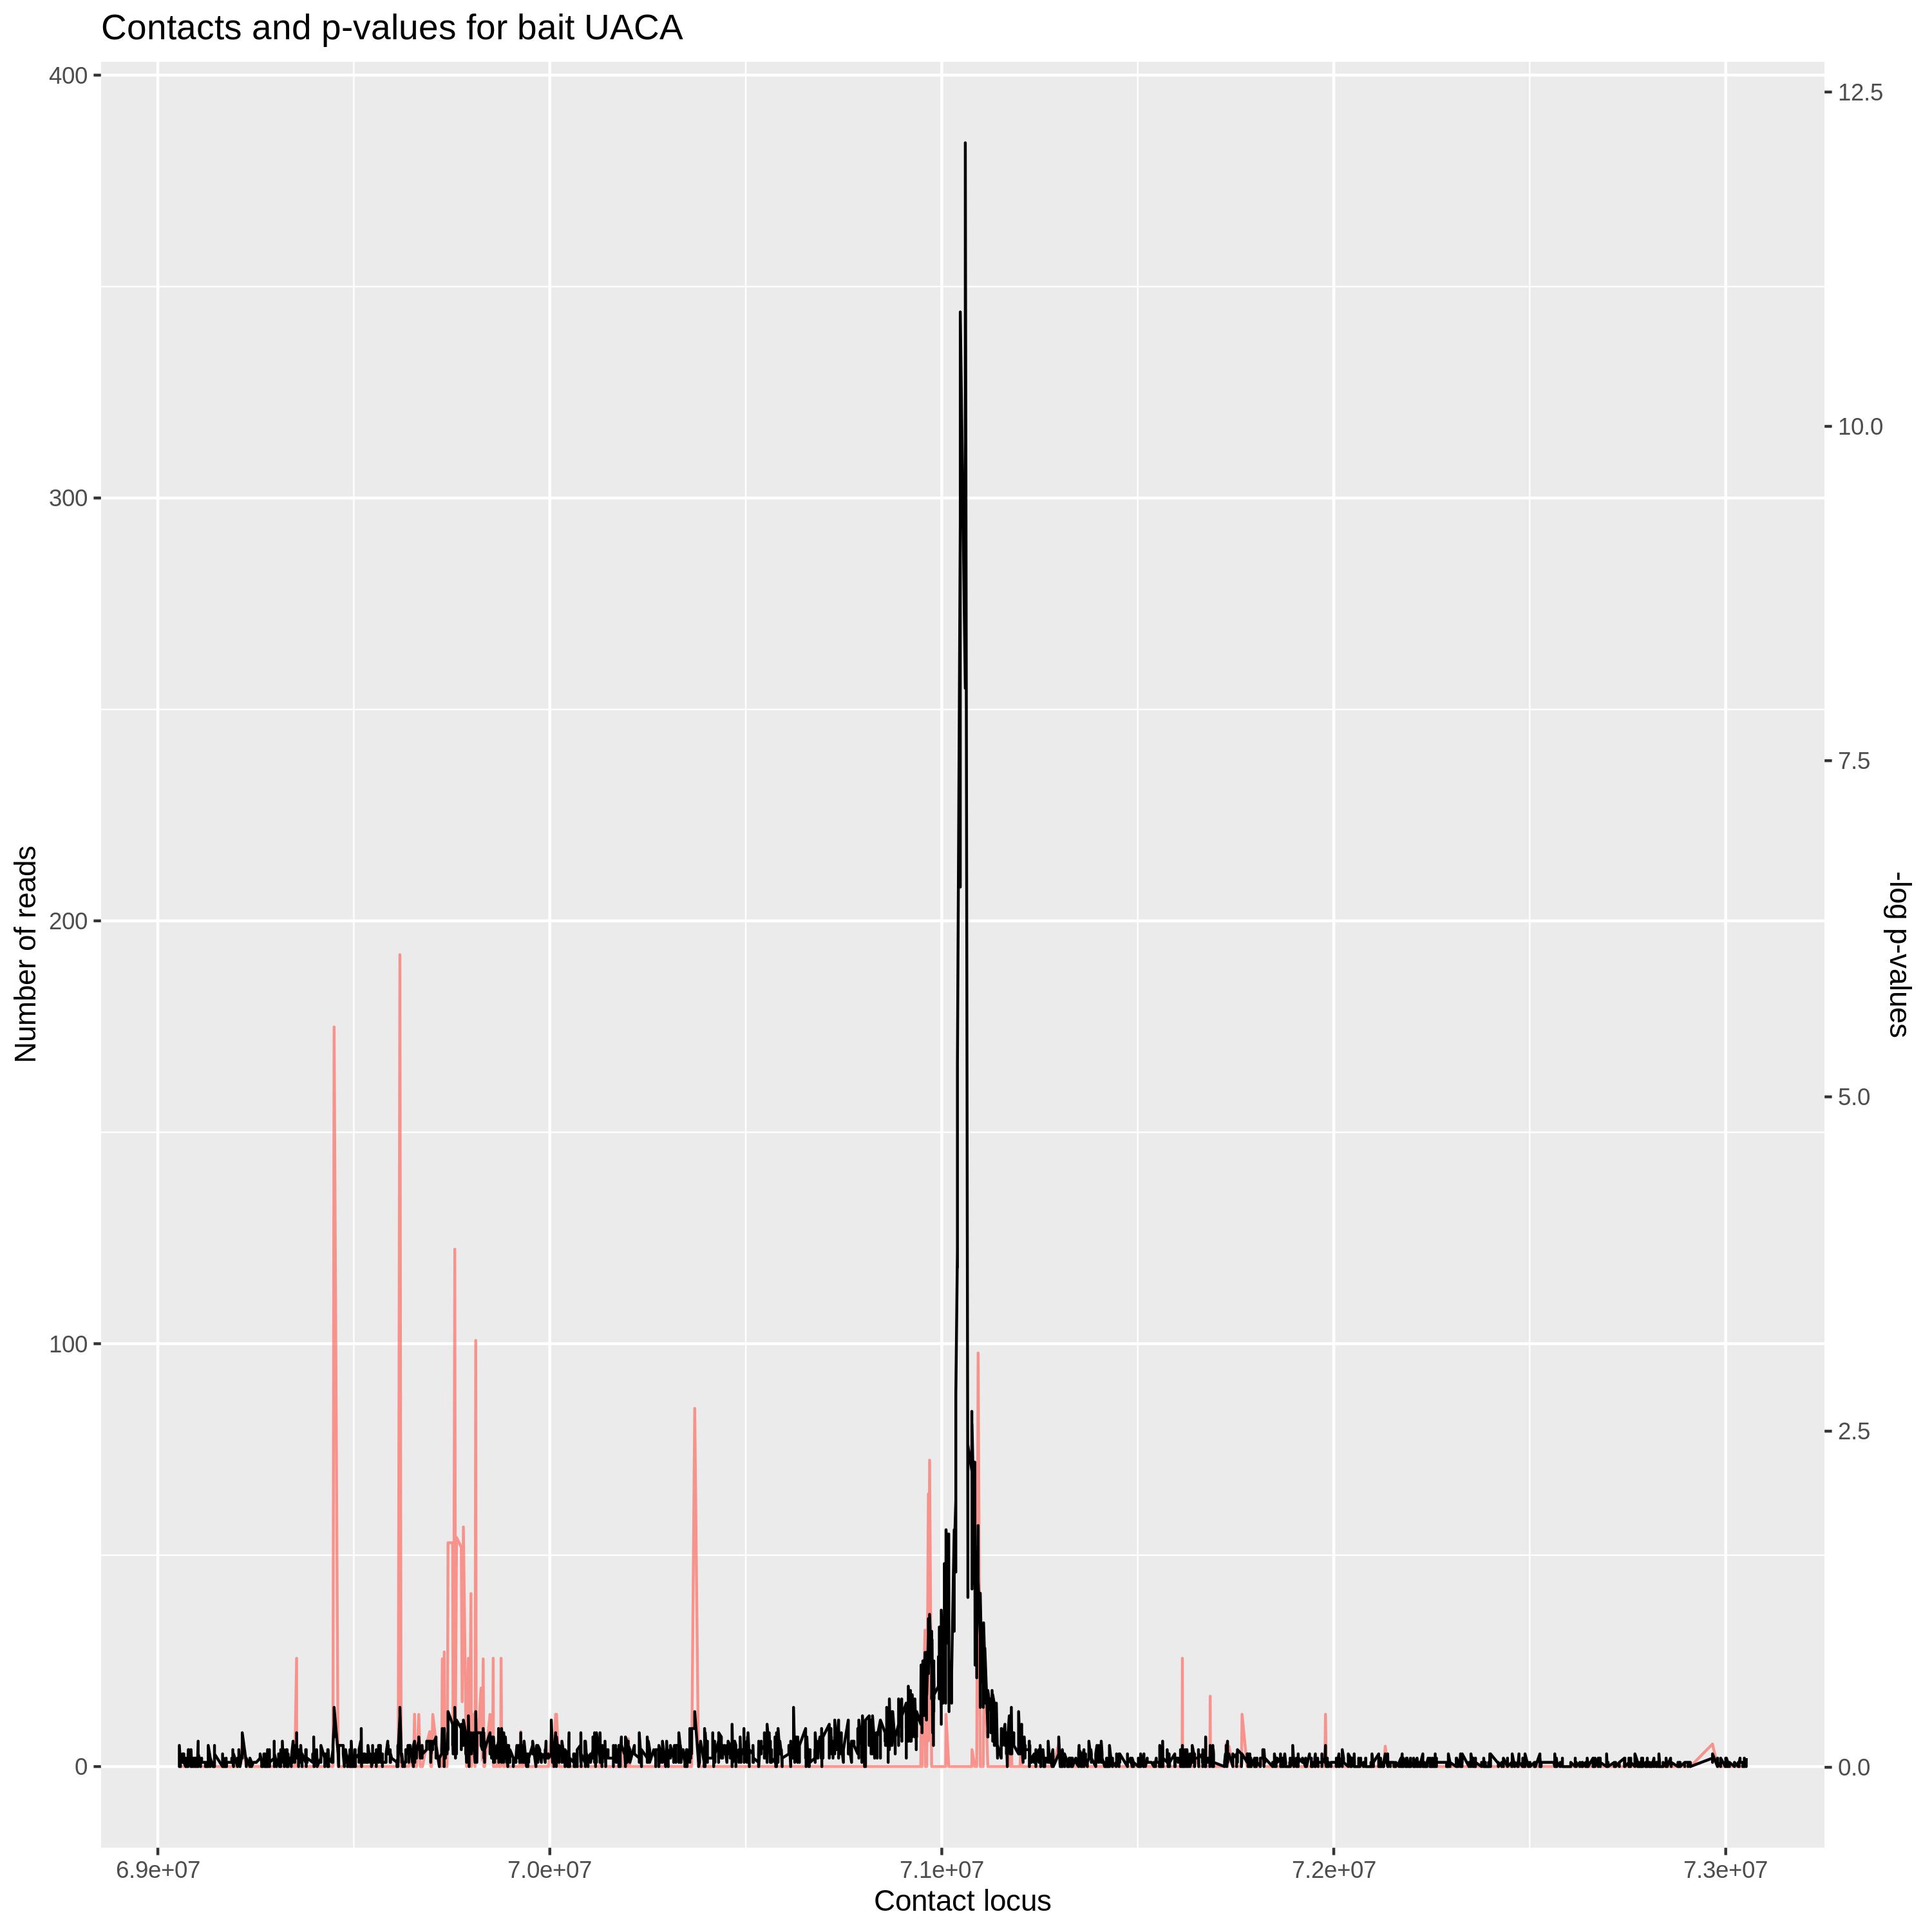 Contacts and p-values for bait UACA
400
300
200
100
0
Number of reads
12.5
10.0
7.5
5.0
2.5
0.0
-log p-values
6.9e+07 7.0e+07 7.1e+07 7.2e+07 7.3e+07
Contact locus